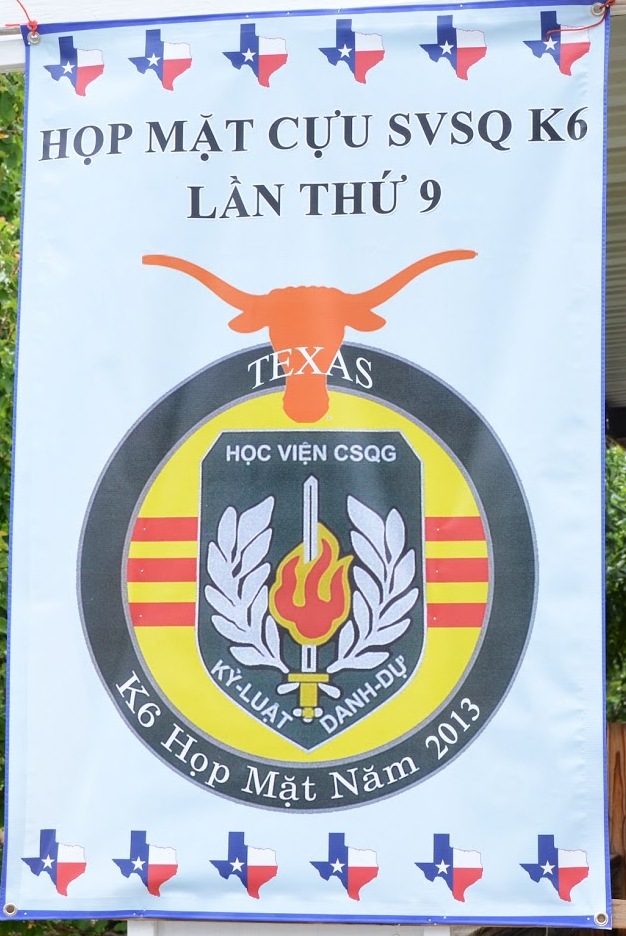 HỌP MẶT CỰU SVSQ K6
LẦN THỨ 9
TEXAS
HỌC VIỆN CSQG
KỶ-LUẬT DANH-DỰ
K6 Họp Mặt Năm 2013